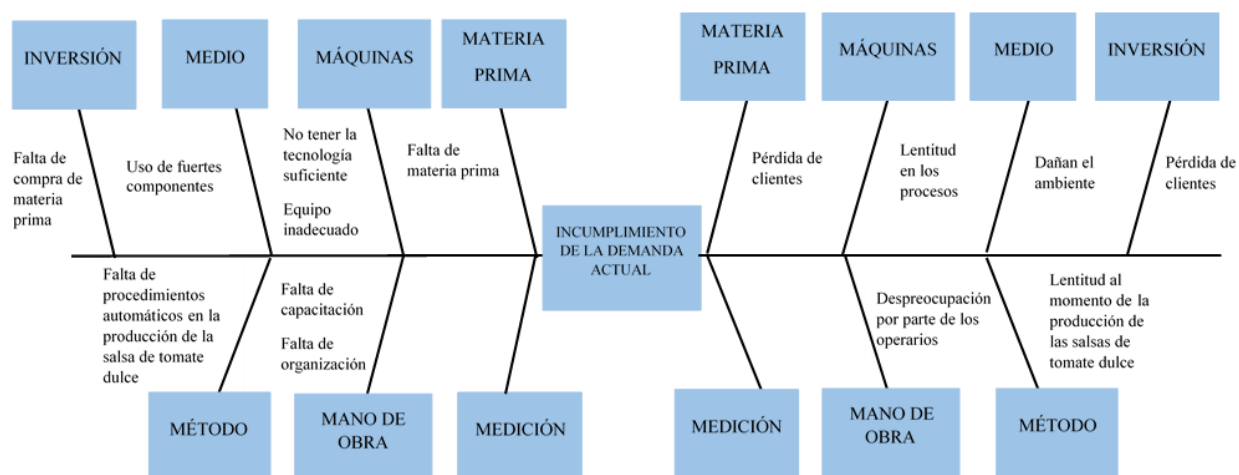 INVERSIÓN
MEDIO
MÁQUINAS
MATERIA
PRIMA
MATERIA
PRIMA
MÁQUINAS
MEDIO
INVERSIÓN
Falta de
compra de
materia
prima
Uso de fuertes
componentes
No tener la
tecnología
suficiente
Equipo
inadecuado
Falta de
materia prima
Pérdida de
clientes
Lentitud
en los
procesos
Dañan el
ambiente
Pérdida de
clientes
INCUMPLIMIENTO
DE LA DEMANDA
ACTUAL
Falta de
procedimientos
automáticos en la
producción de la
salsa de tomate
dulce
Falta de
capacitación
Falta de
organización
Despreocupación
por parte de los
operarios
Lentitud al
momento de la
producción de
las salsas de
tomate dulce
MÉTODO
MANO DE
OBRA
MEDICIÓN
MEDICIÓN
MANO DE
OBRA
MÉTODO